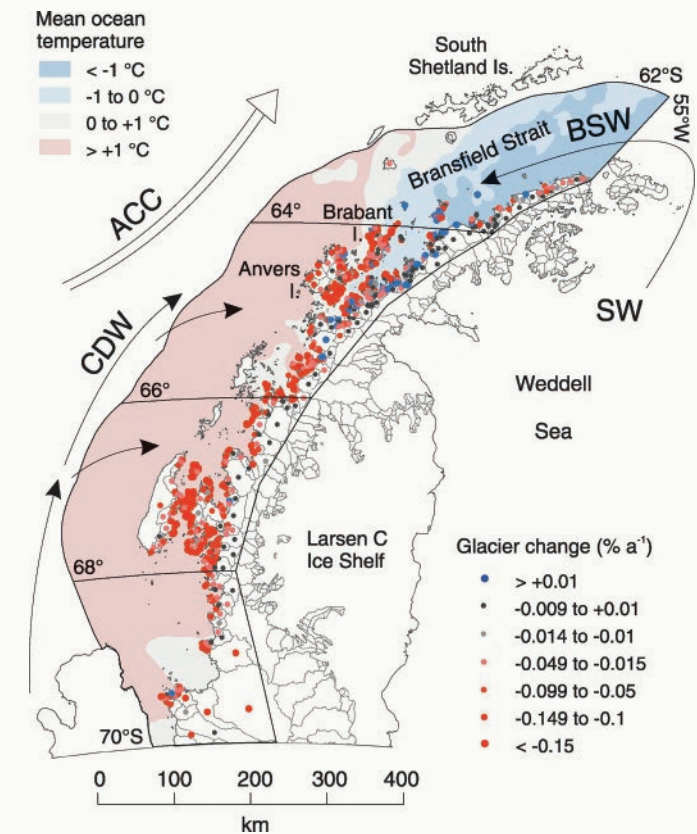 Mean ocean
temperature
< -1 °C
-1 to 0 °C
0 to +1 °C
> +1 °C
South
Shetland Is.
62°S
55°W
BSW
Bransfield Strait
ACC
64°
Brabant
I.
Anvers
I.
SW
CDW
Weddell
Sea
66°
Larsen C
Ice Shelf
68°
Glacier change (% a-1)
> +0.01
-0.009 to +0.01
-0.014 to -0.01
-0.049 to -0.015
-0.099 to -0.05
-0.149 to -0.1
< -0.15
70°S
0 100 200 300 400
km